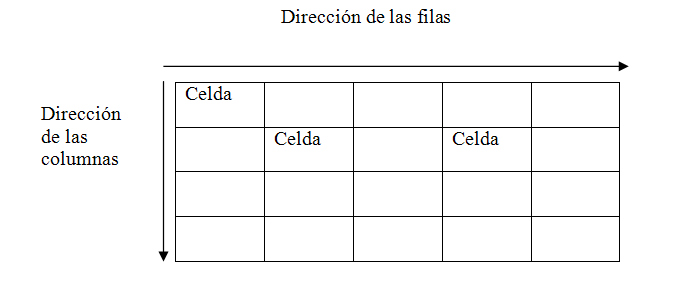 Dirección de las filas
Dirección
de las
columnas
Celda
Celda
Celda